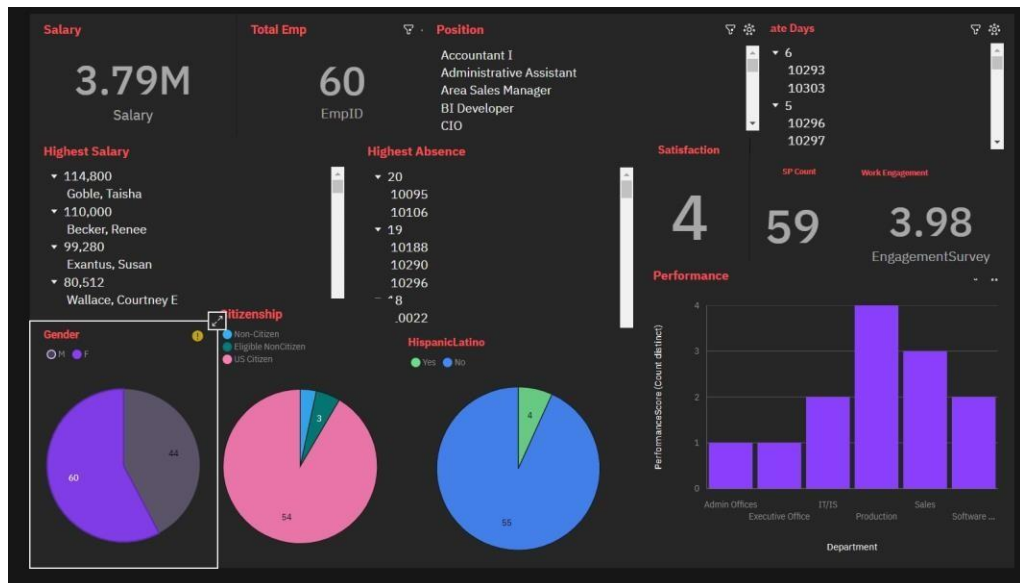 Salary
3.79M
Salary
Total Emp
60
EmpID
Position
Accountant I
Administrative Assistant
Area Sales Manager
BI Developer
CIO
ate Days
6
10293
10303
5
10296
10297
Highest Salary
114,800
Goble, Taisha
110,000
Becker, Renee
99,280
Exantus, Susan
80,512
Wallace, Courtney E
Highest Absence
20
10095
10106
19
10188
10290
10296
0022
Satisfaction
4
SP Count
59
Work Engagement
3.98
EngagementSurvey
Gender
M F
44
60
Citizenship
Non-Citizen
Eligible NonCitizen
US Citizen
3
54
HispanicLatino
Yes No
4
55
Performance
PerformanceScore (Count distinct)
4
3
2
1
0
Admin Offices
Executive Office
IT/IS
Production
Sales
Software ...
Department